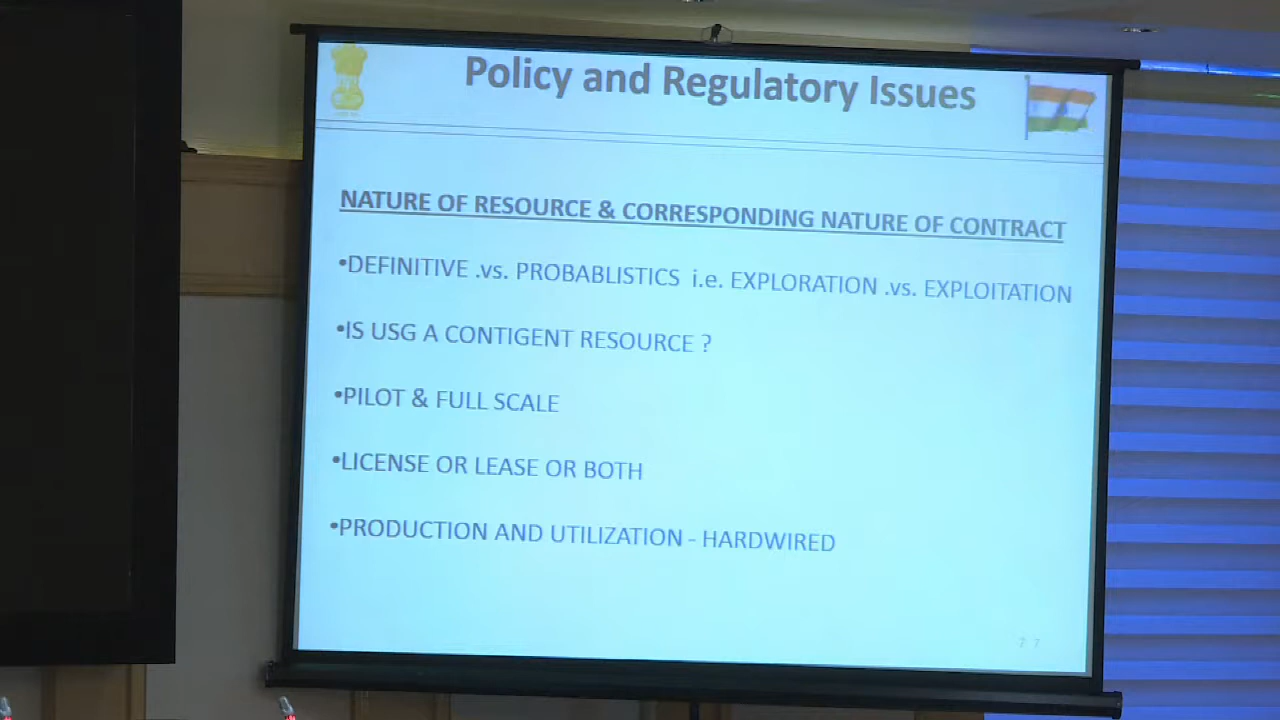 Policy and Regulatory Issues
NATURE OF RESOURCE & CORRESPONDING NATURE OF CONTRACT
•DEFINITIVE .vs. PROBABLISTICS i.e. EXPLORATION .vs. EXPLOITATION
•IS USG A CONTIGENT RESOURCE ?
•PILOT & FULL SCALE
•LICENSE OR LEASE OR BOTH
•PRODUCTION AND UTILIZATION - HARDWIRED
27